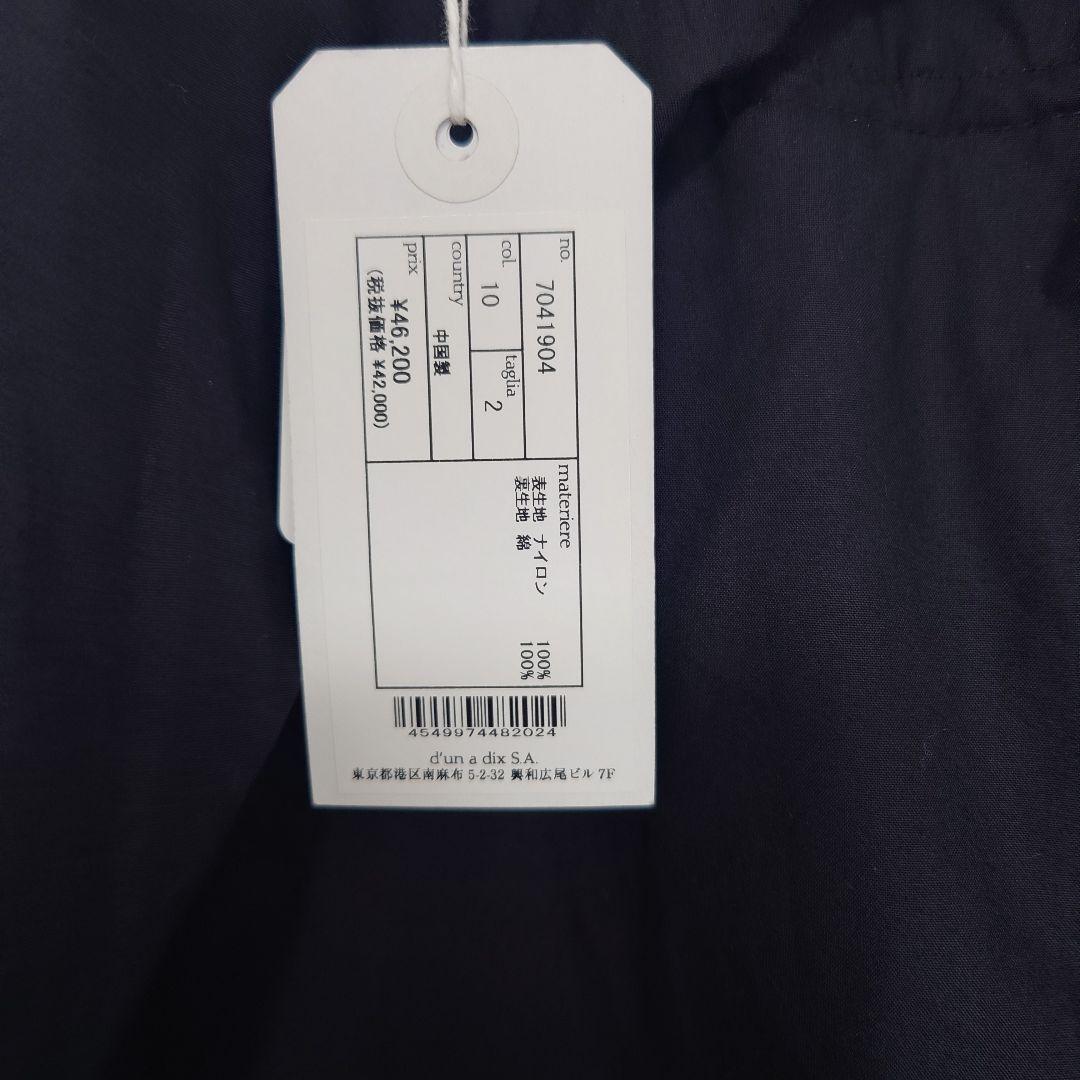 no. 7041904
col. 10 taglia 2
country 中国製
prix ¥46,200
(税抜価格 ¥42,000)
materiere
表生地 ナイロン 100%
裏生地 綿 100%
4549974482024
d'un a dix S.A.
東京都港区南麻布 5-2-32 興和広尾ビル 7F